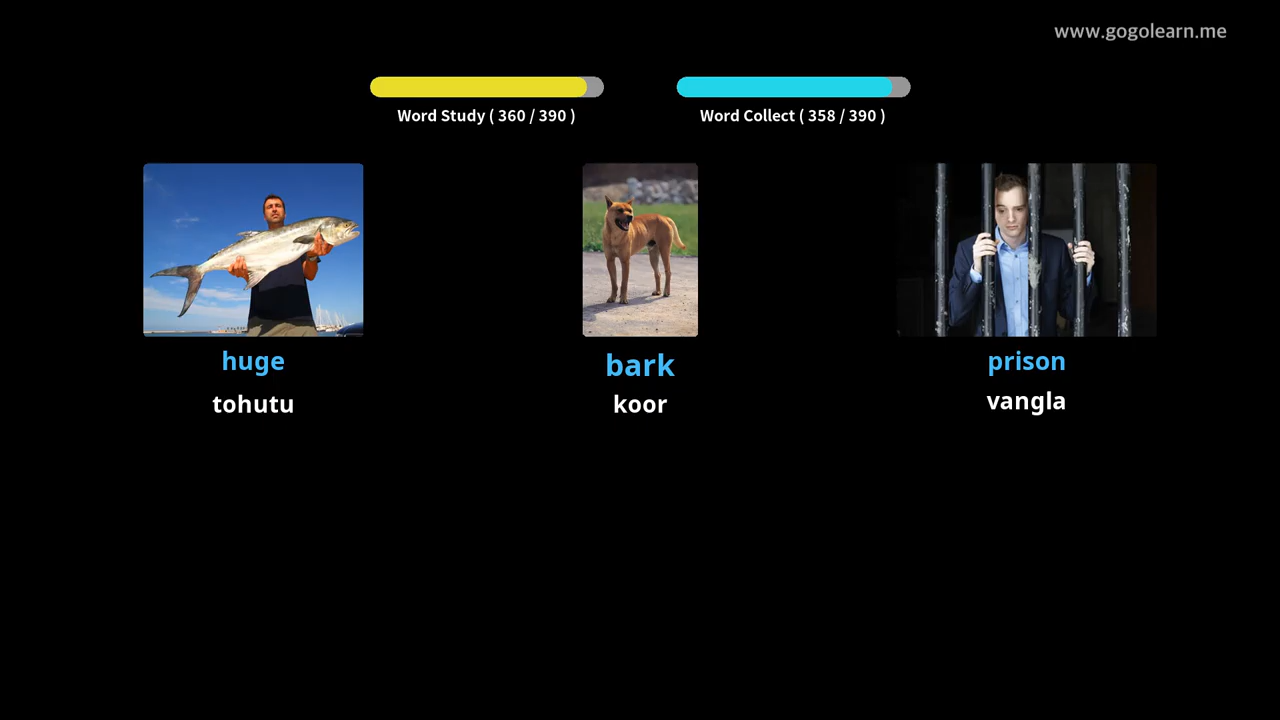 www.gogolearn.me
Word Study ( 360 / 390 )
Word Collect ( 358 / 390 )
huge
bark
prison
tohutu
koor
vangla